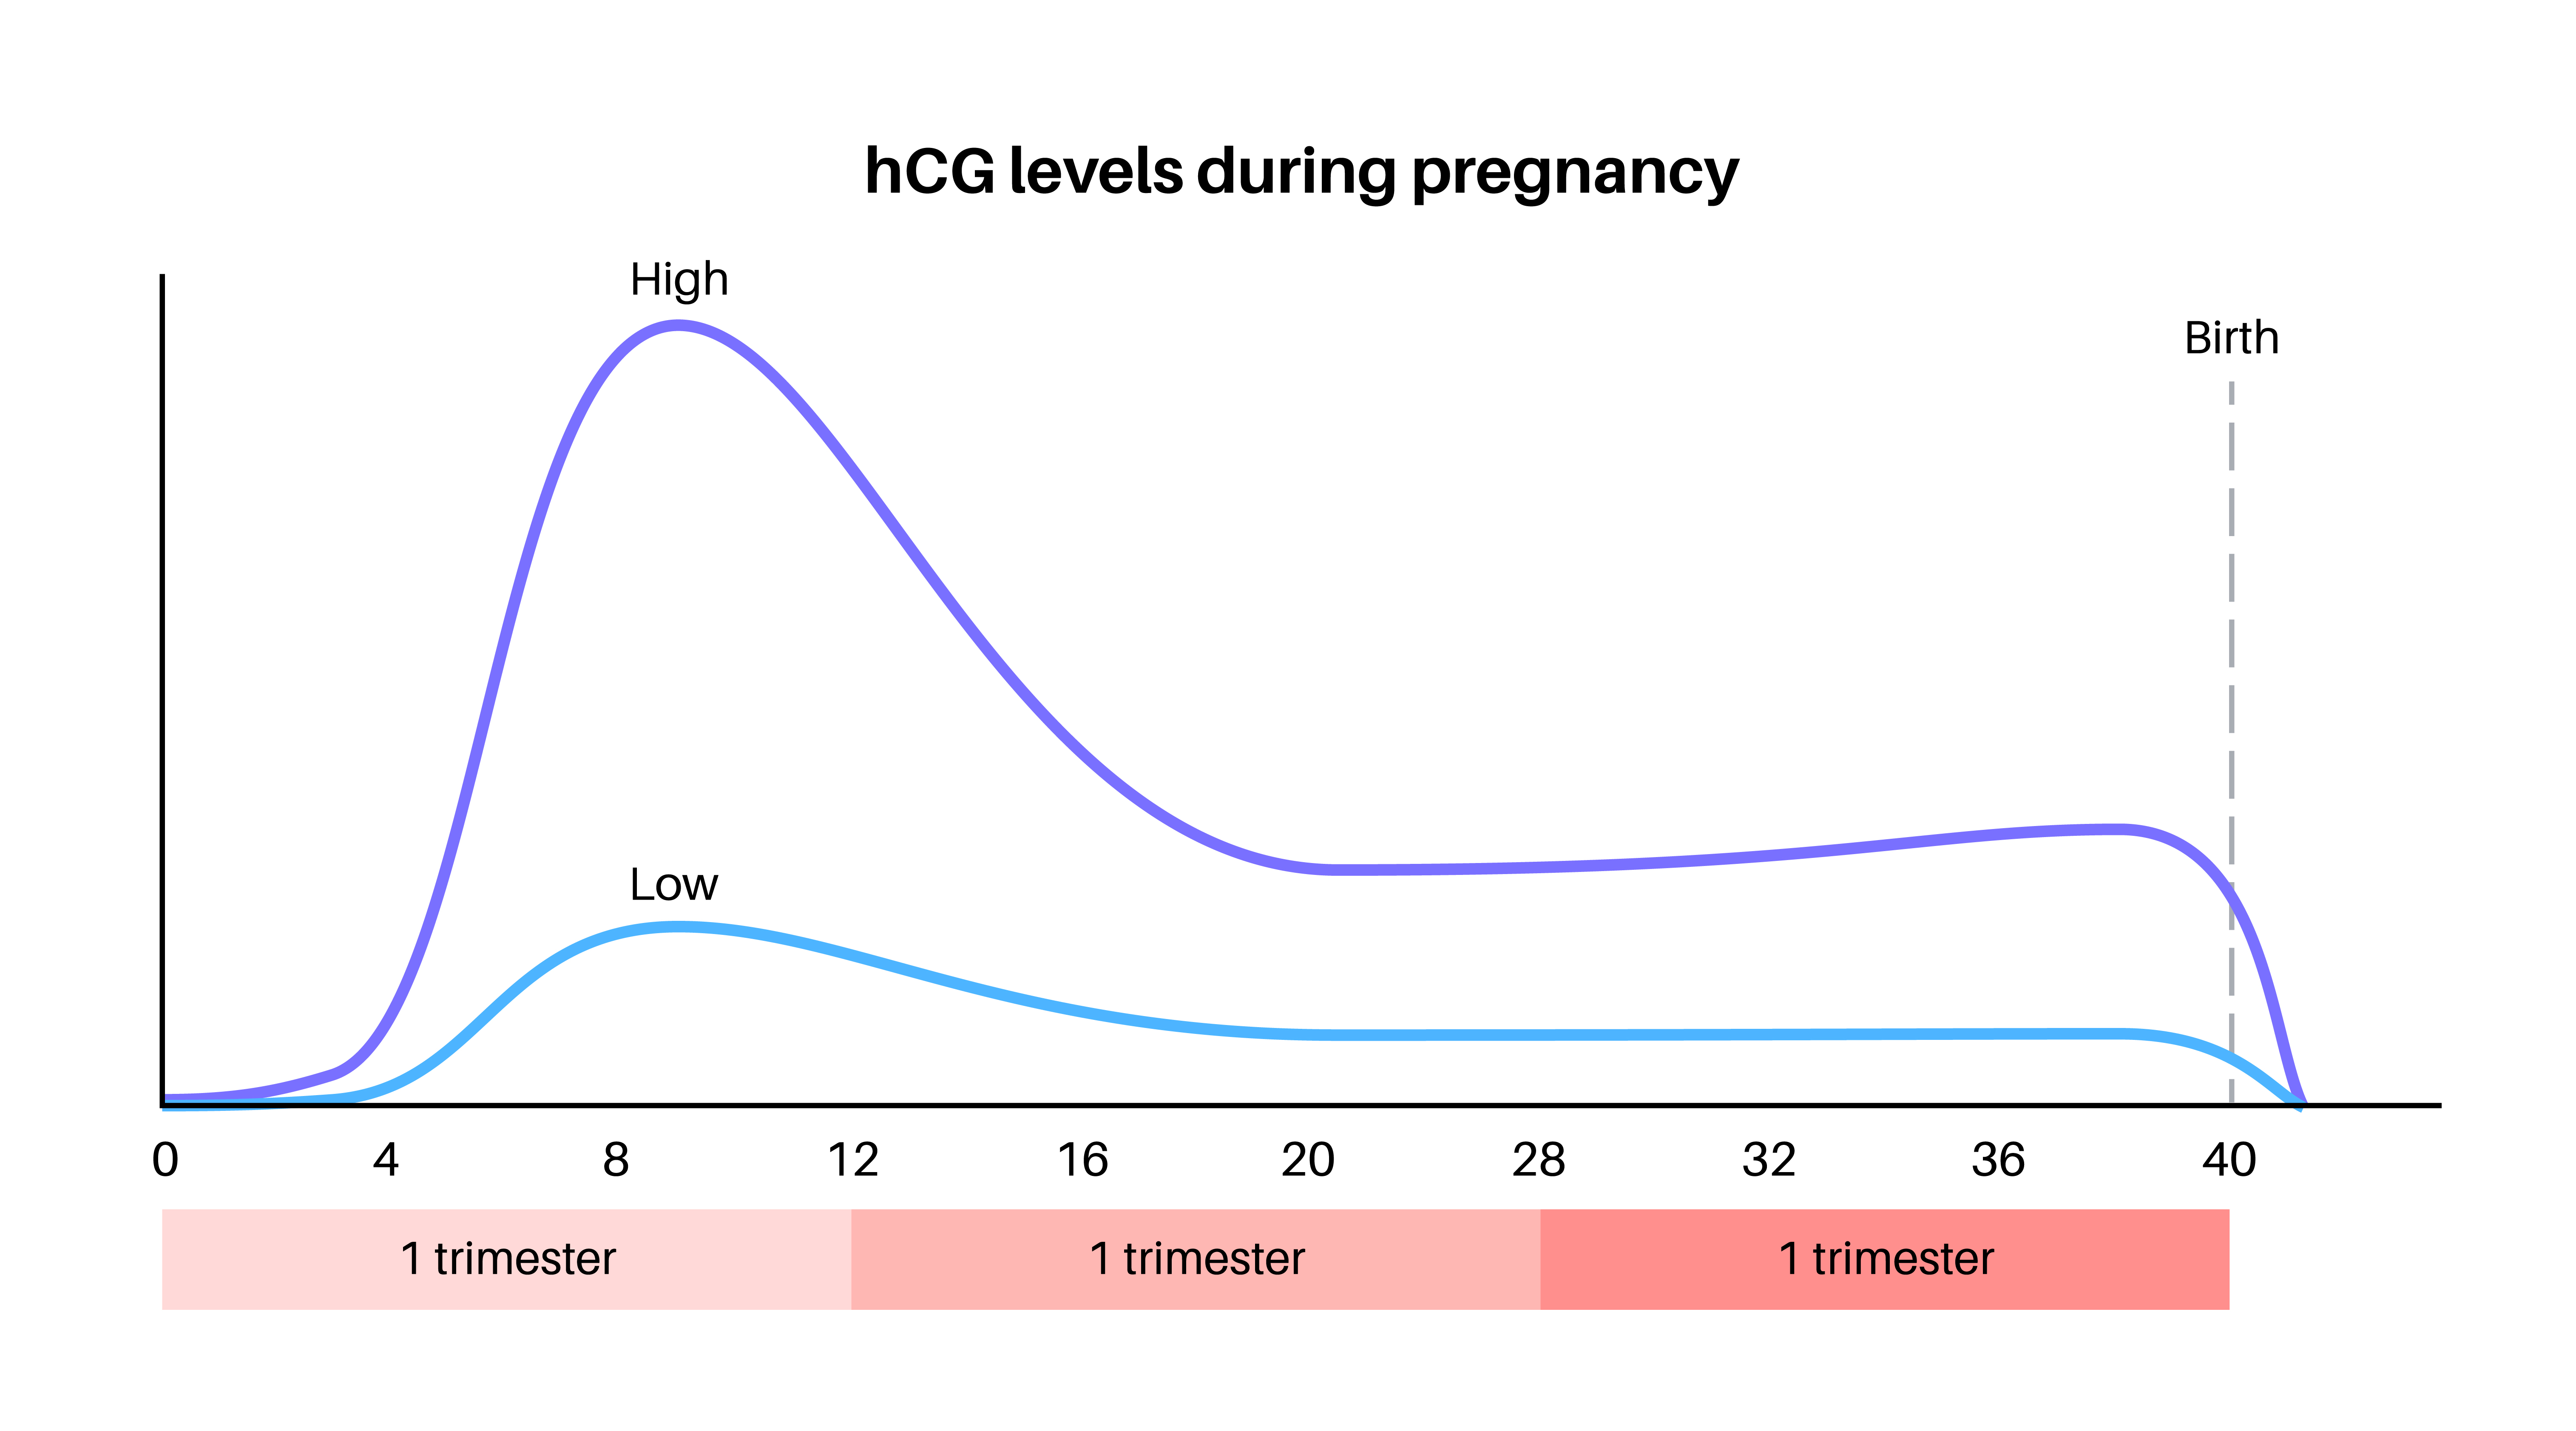 hCG levels during pregnancy
High
Birth
Low
0 4 8 12 16 20 28 32 36 40
1 trimester 1 trimester 1 trimester